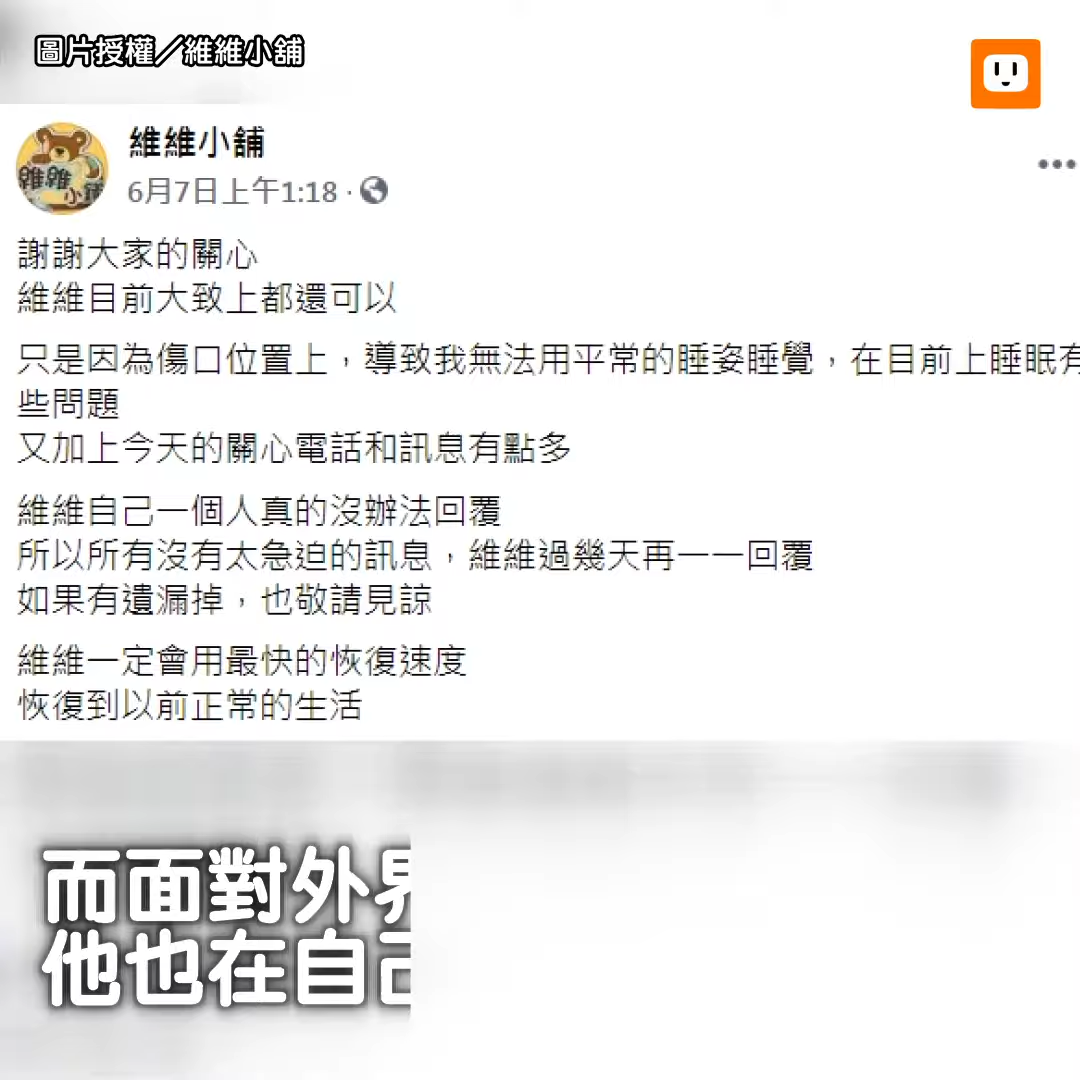 圖片授權／維維小舖
維維小舖
維維小舖
6月7日上午1:18 ·
謝謝大家的關心
維維目前大致上都還可以
只是因為傷口位置上，導致我無法用平常的睡姿睡覺，在目前上睡眠有
些問題
又加上今天的關心電話和訊息有點多
維維自己一個人真的沒辦法回覆
所以所有沒有太急迫的訊息，維維過幾天再一一一回覆
如果有遺漏掉，也敬請見諒
維維一定會用最快的恢復速度
恢復到以前正常的生活
而面對外界
他也在自己